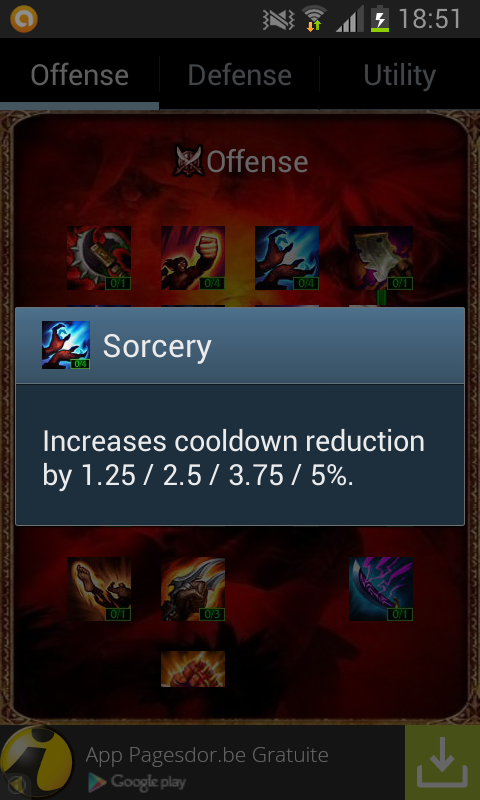 18:51
Offense
Defense
Utility
Offense
0/1
0/4
0/4
0/1
0/4
Sorcery
Increases cooldown reduction
by 1.25 / 2.5 / 3.75 / 5%.
0/1
0/3
0/1
App Pagesdor.be Gratuite
Google play